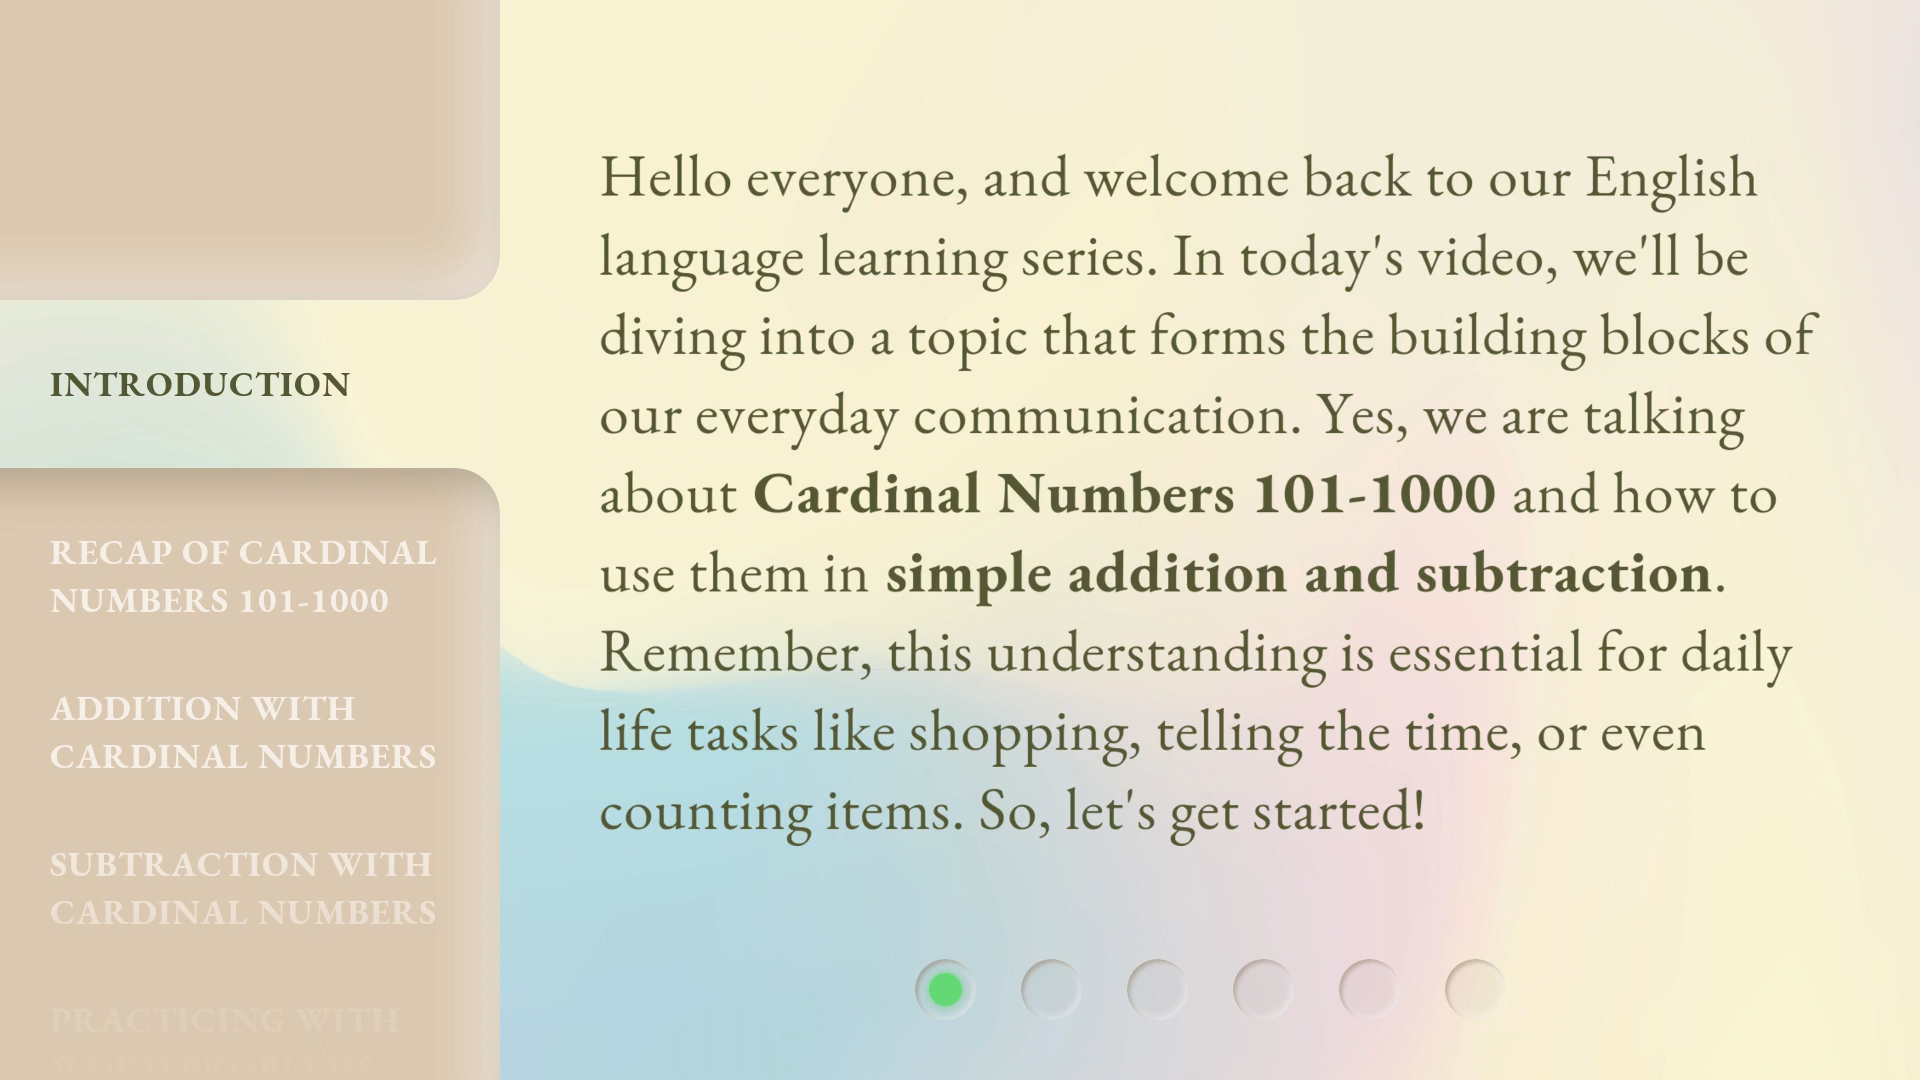 INTRODUCTION
RECAP OF CARDINAL
NUMBERS 101-1000
ADDITION WITH
CARDINAL NUMBERS
SUBTRACTION WITH
CARDINAL NUMBERS
PRACTICING WITH
Hello everyone, and welcome back to our English
language learning series. In today's video, we'll be
diving into a topic that forms the building blocks of
our everyday communication. Yes, we are talking
about Cardinal Numbers 101-1000 and how to
use them in simple addition and subtraction.
Remember, this understanding is essential for daily
life tasks like shopping, telling the time, or even
counting items. So, let's get started!